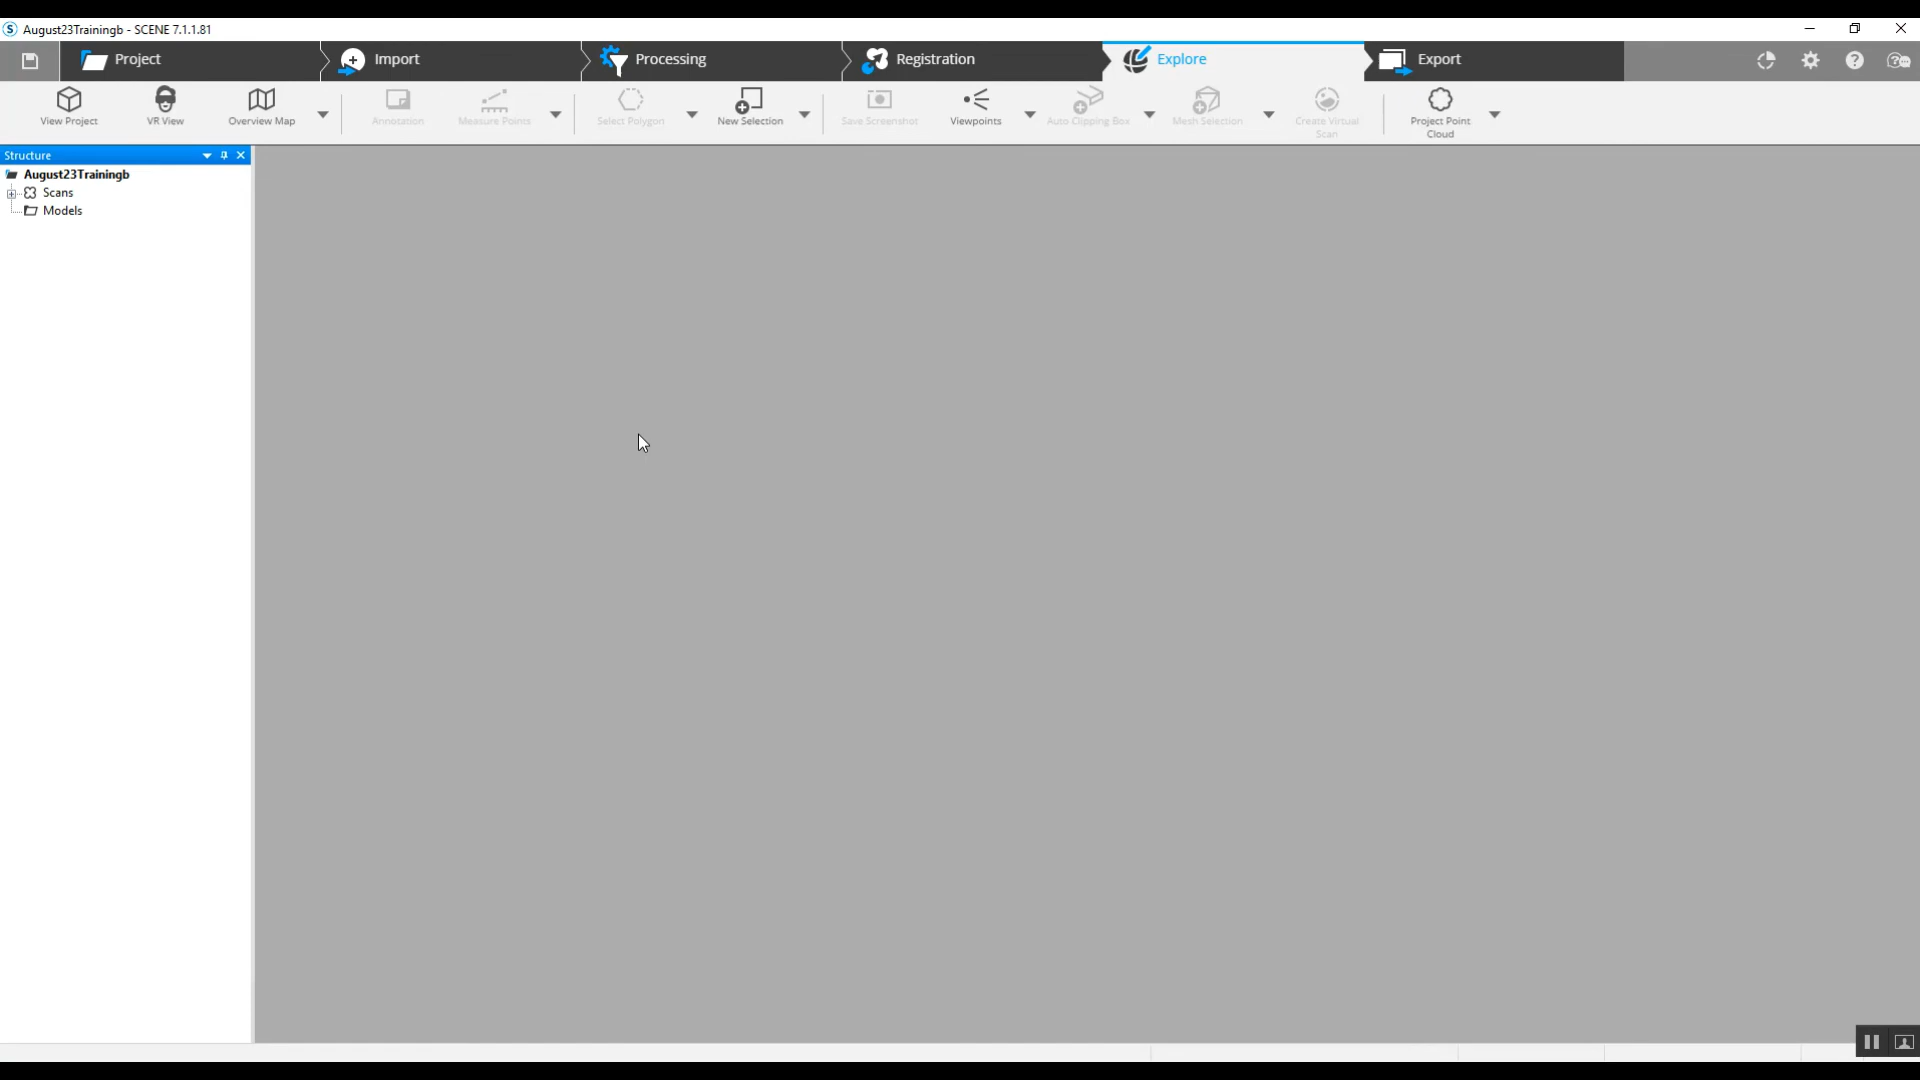 S August23Trainingb - SCENE 7.1.1.81
Project
Import
Processing
Registration
Explore
Export
View Project
VR View
Overview Map
Annotation
Measure Points
Select Polygon
New Selection
Save Screenshot
Viewpoints
Auto Clipping Box
Mesh Selection
Create Virtual
Scan
Project Point
Cloud
Structure
August23Trainingb
Scans
Models